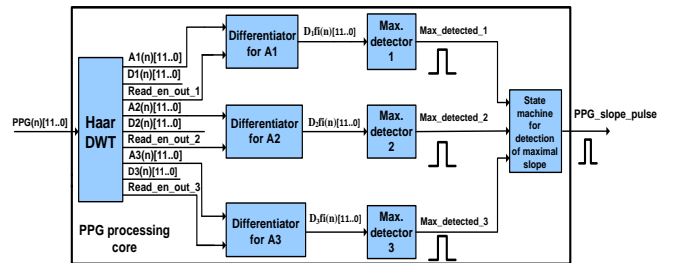 PPG(n)[11..0]
Haar
DWT
A1(n)[11..0]
D1(n)[11..0]
Read_en_out_1
A2(n)[11..0]
D2(n)[11..0]
Read_en_out_2
A3(n)[11..0]
D3(n)[11..0]
Read_en_out_3
PPG processing
core
Differentiator
for A1
D₁fi(n)[11..0]
Max.
detector
1
Max_detected_1
Differentiator
for A2
D₂fi(n)[11..0]
Max.
detector
2
Max_detected_2
Differentiator
for A3
D₃fi(n)[11..0]
Max.
detector
3
Max_detected_3
State
machine
for
detection
of maximal
slope
PPG_slope_pulse